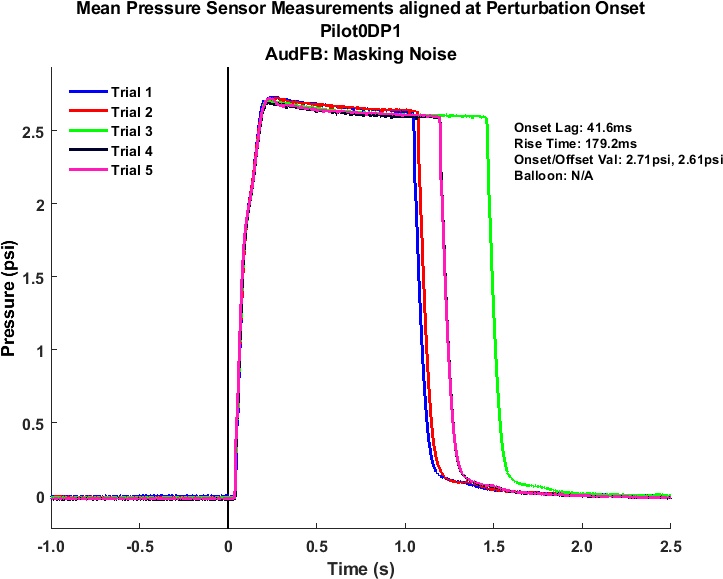 Mean Pressure Sensor Measurements aligned at Perturbation Onset
Pilot0DP1
AudFB: Masking Noise
Trial 1
Trial 2
Trial 3
Trial 4
Trial 5
Onset Lag: 41.6ms
Rise Time: 179.2ms
Onset/Offset Val: 2.71psi, 2.61psi
Balloon: N/A
Pressure (psi)
2.5
2
1.5
1
0.5
0
-1.0 -0.5 0 0.5 1.0 1.5 2.0 2.5
Time (s)